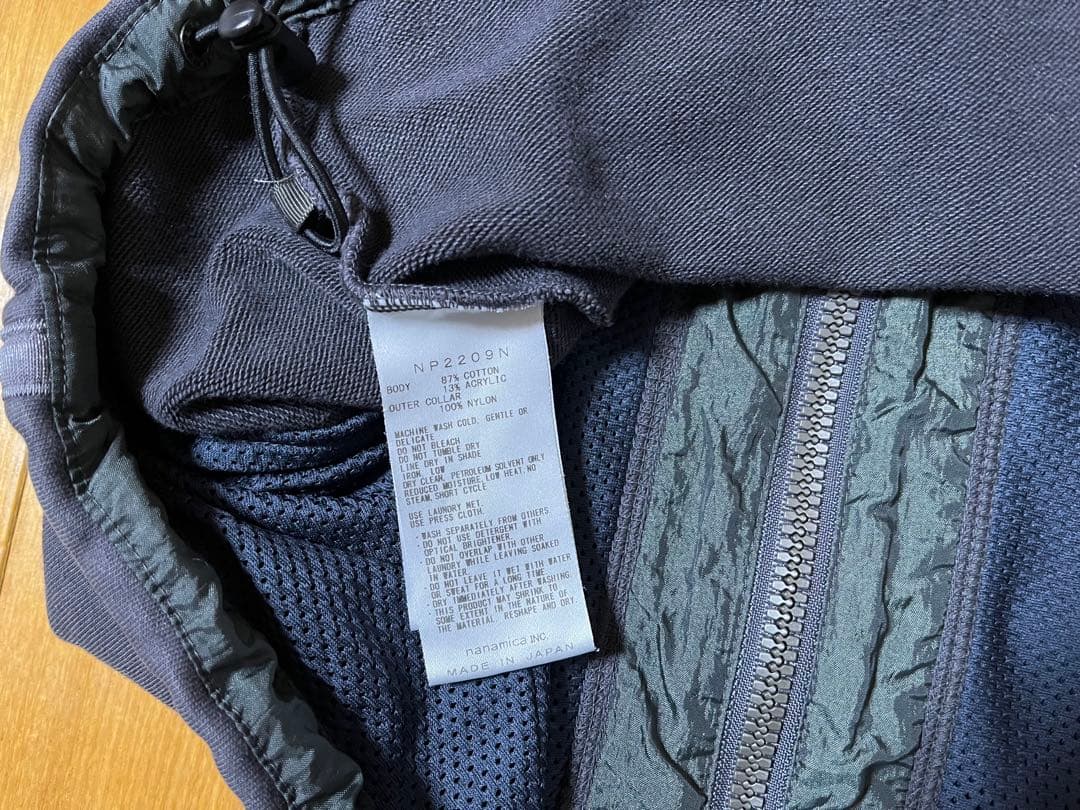 NP2209N
BODY 87% COTTON
13% ACRYLIC
OUTER COLLAR
100% NYLON
MACHINE WASH COLD, GENTLE OR
DELICATE
DO NOT BLEACH
DO NOT TUMBLE DRY
LINE DRY IN SHADE
IRON, LOW
DRY CLEAN, PETROLEUM SOLVENT ONLY
REDUCED MOISTURE, LOW HEAT, NO
STEAM, SHORT CYCLE
USE LAUNDRY NET.
USE PRESS CLOTH.
・WASH SEPARATELY FROM OTHERS
・DO NOT USE DETERGENT WITH
OPTICAL BRIGHTENER.
・DO NOT OVERLAP WITH OTHER
LAUNDRY WHILE LEAVING SOAKED
IN WATER.
・DO NOT LEAVE IT WET WITH WATER
OR SWEAT FOR A LONG TIME.
・DRY IMMEDIATELY AFTER WASHING.
・THIS PRODUCT MAY SHRINK TO
SOME EXTENT IN THE NATURE OF
THE MATERIAL. RESHAPE AND DRY.
nanamica INC.
MADE IN JAPAN